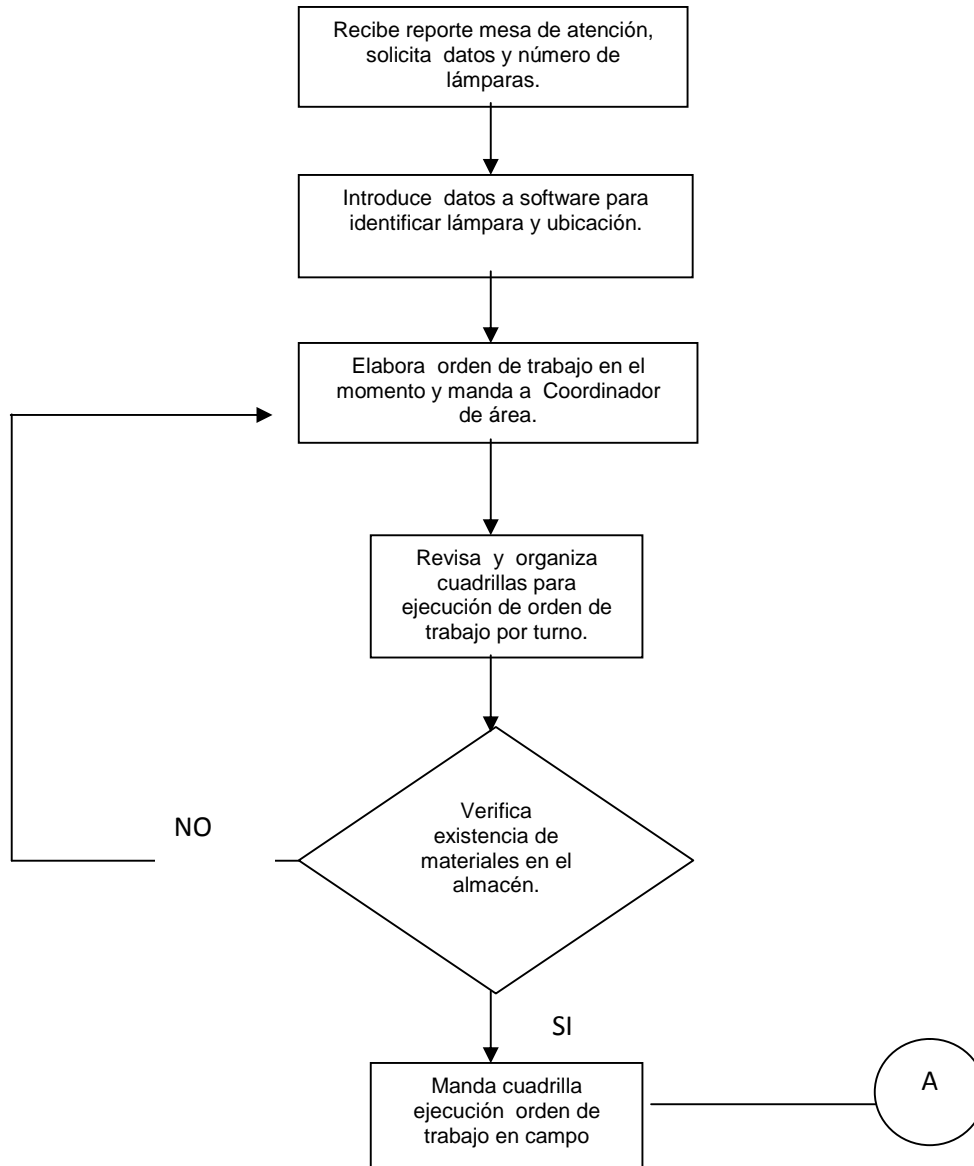 Recibe reporte mesa de atención,
solicita datos y número de
lámparas.
Introduce datos a software para
identificar lámpara y ubicación.
Elabora orden de trabajo en el
momento y manda a Coordinador
de área.
Revisa y organiza
cuadrillas para
ejecución de orden de
trabajo por turno.
Verifica
existencia de
materiales en el
almacén.
NO
SI
Manda cuadrilla
ejecución orden de
trabajo en campo
A